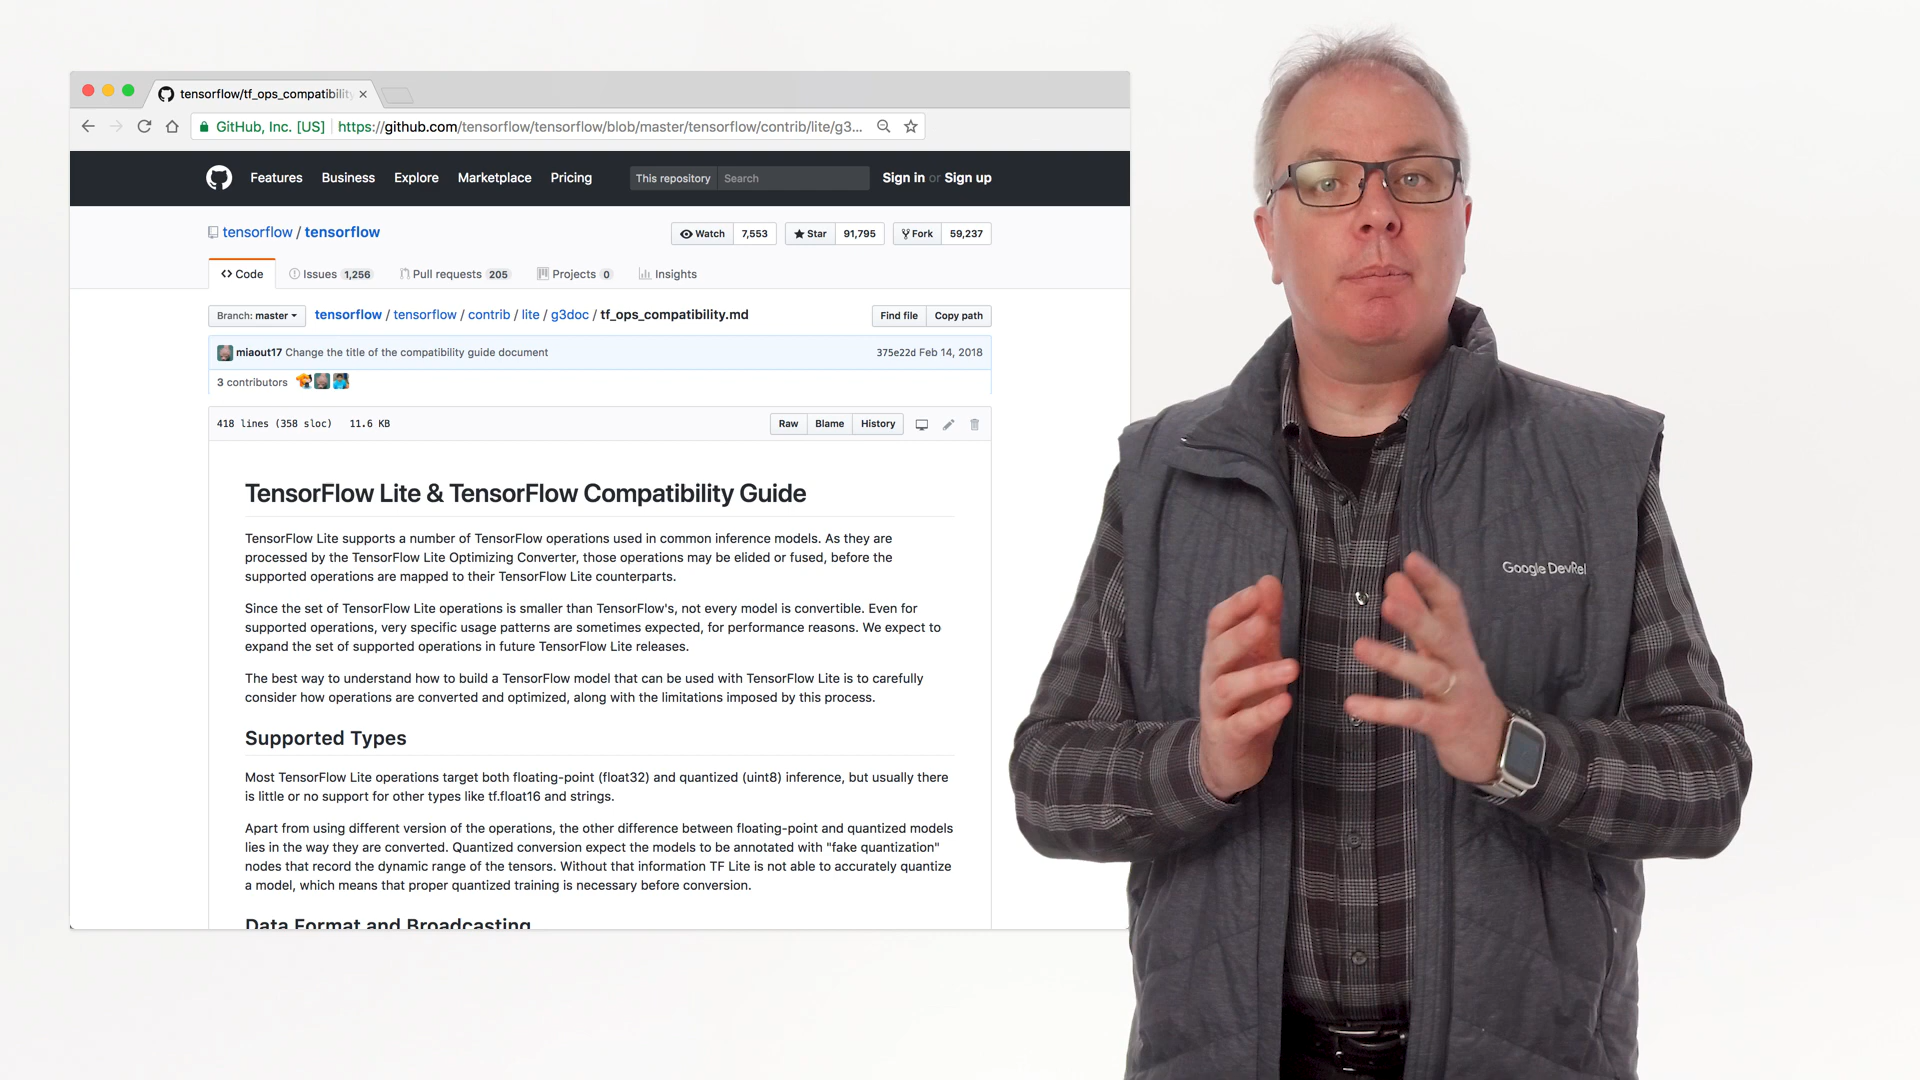 tensorflow/tf_ops_compatibility
GitHub, Inc. [US] https://github.com/tensorflow/tensorflow/blob/master/tensorflow/contrib/lite/g3...
Features Business Explore Marketplace Pricing This repository Search Sign in or Sign up
tensorflow / tensorflow Watch 7,553 Star 91,795 Fork 59,237
Code Issues 1,256 Pull requests 205 Projects 0 Insights
Branch: master tensorflow / tensorflow / contrib / lite / g3doc / tf_ops_compatibility.md Find file Copy path
miaout17 Change the title of the compatibility guide document 375e22d Feb 14, 2018
3 contributors
418 lines (358 sloc) 11.6 KB Raw Blame History
TensorFlow Lite & TensorFlow Compatibility Guide
TensorFlow Lite supports a number of TensorFlow operations used in common inference models. As they are
processed by the TensorFlow Lite Optimizing Converter, those operations may be elided or fused, before the
supported operations are mapped to their TensorFlow Lite counterparts.
Since the set of TensorFlow Lite operations is smaller than TensorFlow's, not every model is convertible. Even for
supported operations, very specific usage patterns are sometimes expected, for performance reasons. We expect to
expand the set of supported operations in future TensorFlow Lite releases.
The best way to understand how to build a TensorFlow model that can be used with TensorFlow Lite is to carefully
consider how operations are converted and optimized, along with the limitations imposed by this process.
Supported Types
Most TensorFlow Lite operations target both floating-point (float32) and quantized (uint8) inference, but usually there
is little or no support for other types like tf.float16 and strings.
Apart from using different version of the operations, the other difference between floating-point and quantized models
lies in the way they are converted. Quantized conversion expect the models to be annotated with "fake quantization"
nodes that record the dynamic range of the tensors. Without that information TF Lite is not able to accurately quantize
a model, which means that proper quantized training is necessary before conversion.
Data Format and Broadcasting
Google DevRel